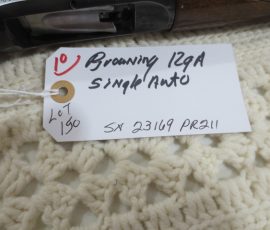 10
Browning 12gA
Single Auto
Lot
150
SN 23169 PR211